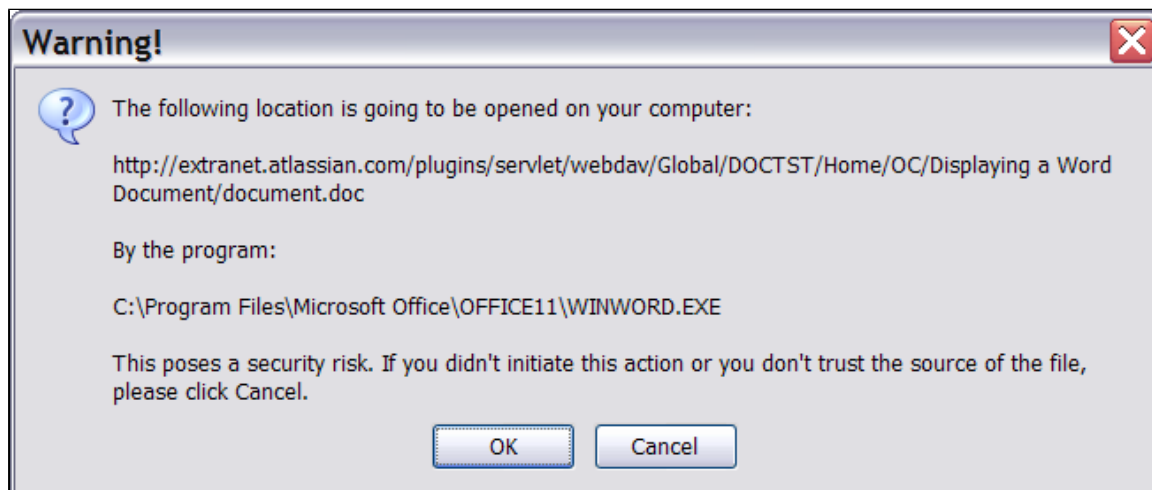 Warning!
The following location is going to be opened on your computer:
http://extranet.atlassian.com/plugins/servlet/webdav/Global/DOCTST/Home/OC/Displaying a Word
Document/document.doc
By the program:
C:\Program Files\Microsoft Office\OFFICE11\WINWORD.EXE
This poses a security risk. If you didn't initiate this action or you don't trust the source of the file,
please click Cancel.
OK Cancel